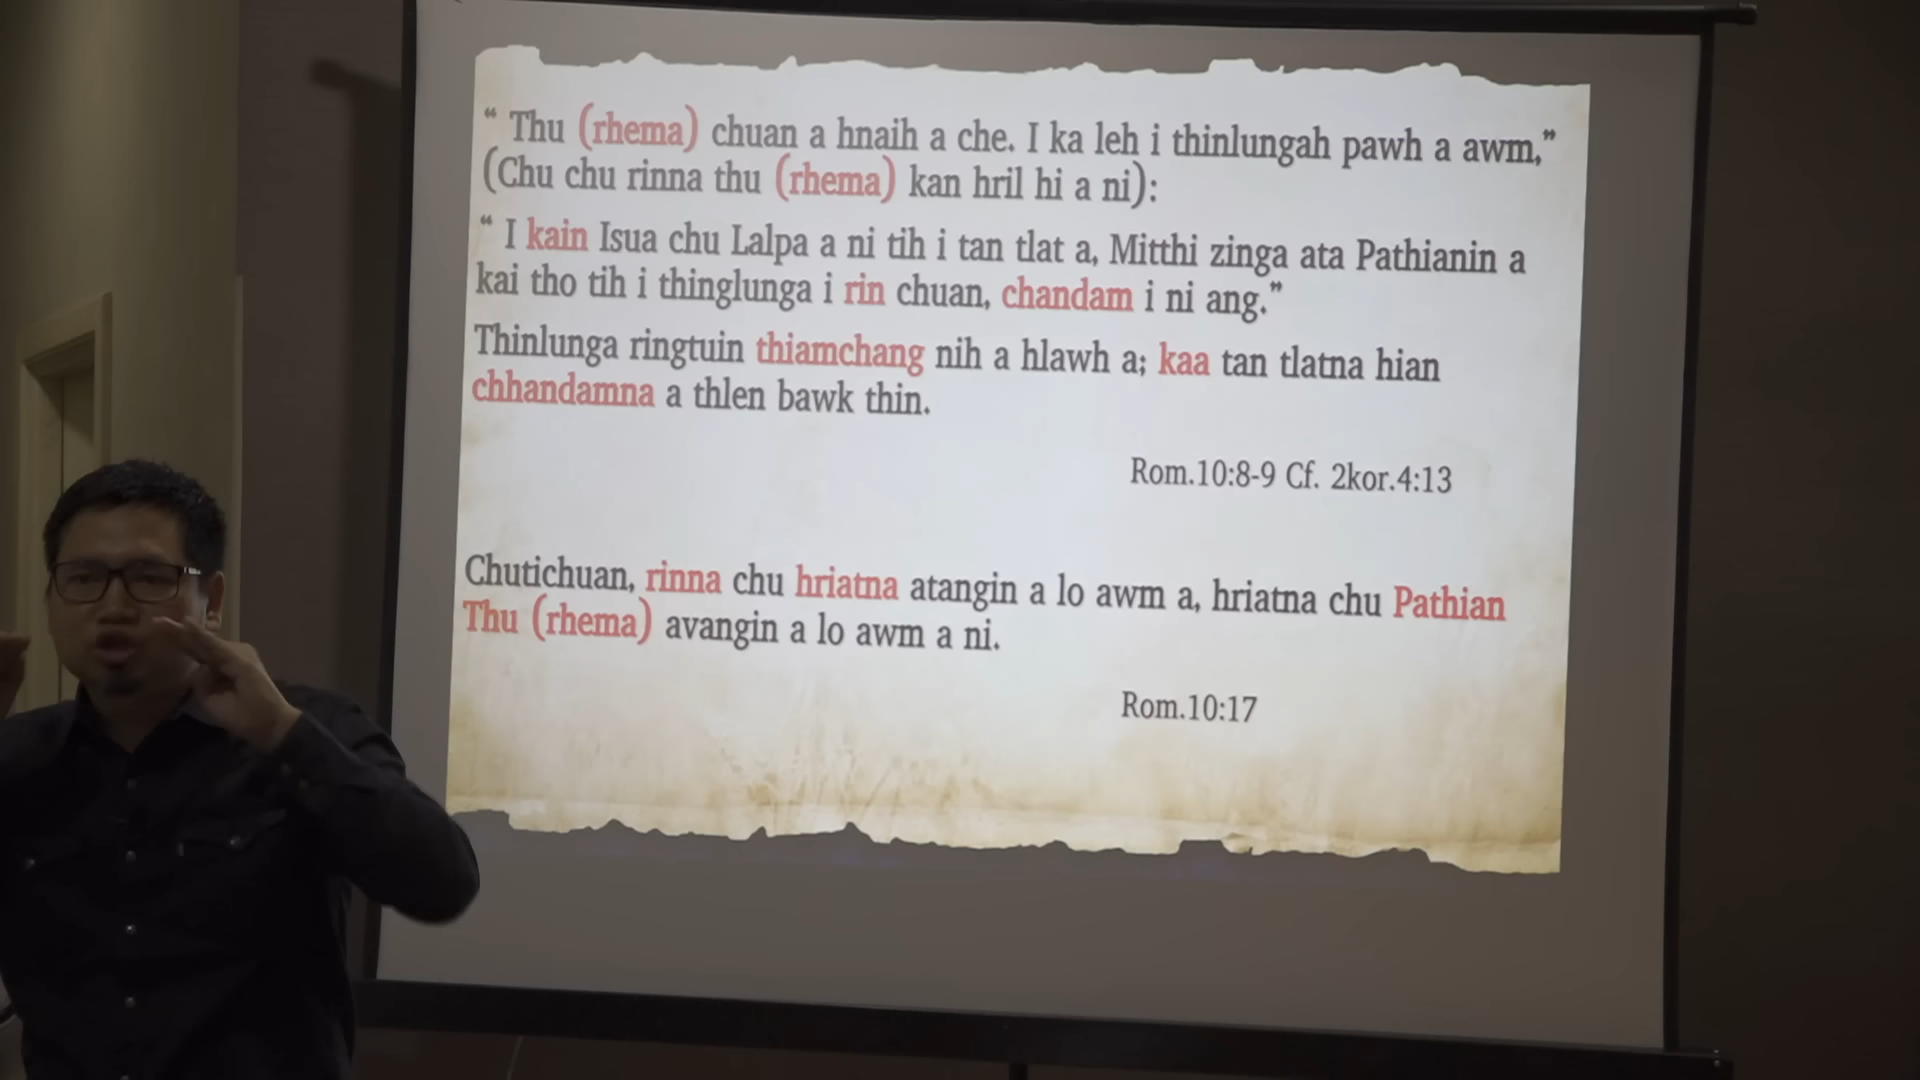 “ Thu (rhema) chuan a hnaih a che. I ka leh i thinlungah pawh a awm,”
(Chu chu rinna thu (rhema) kan hril hi a ni):
“ I kain Isua chu Lalpa a ni tih i tan tlat a, Mitthi zinga ata Pathianin a
kai tho tih i thinglunga i rin chuan, chandam i ni ang.”
Thinlunga ringtuin thiamchang nih a hlawh a; kaa tan tlatna hian
chhandamna a thlen bawk thin.
Rom.10:8-9 Cf. 2kor.4:13
Chutichuan, rinna chu hriatna atangin a lo awm a, hriatna chu Pathian
Thu (rhema) avangin a lo awm a ni.
Rom.10:17